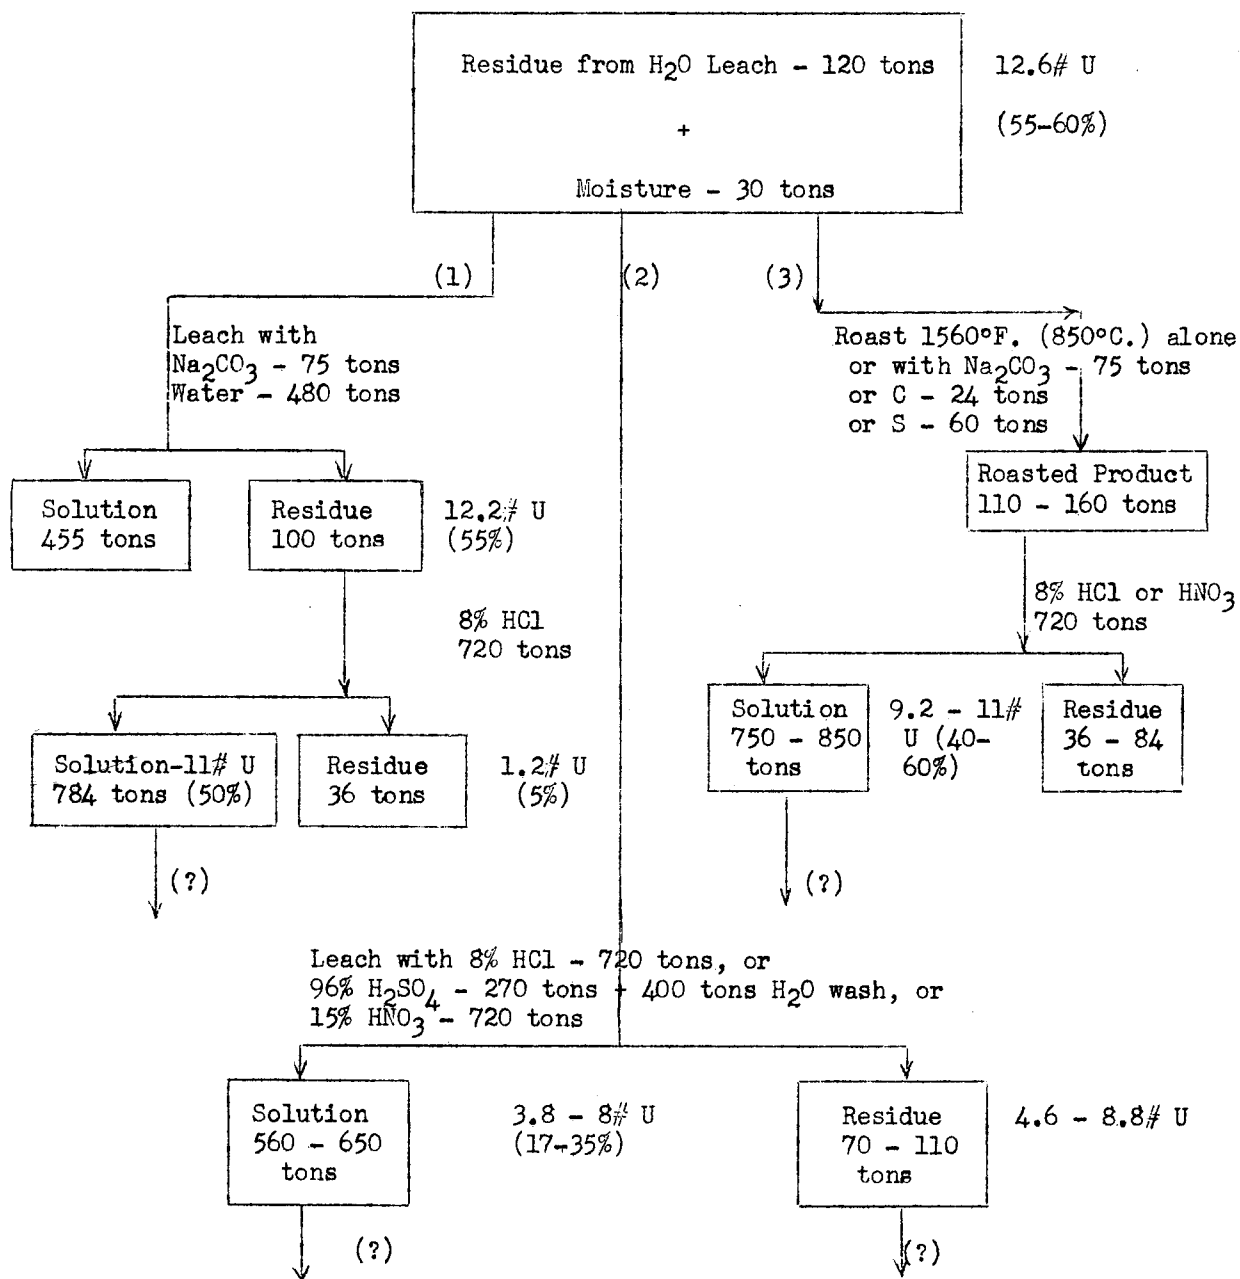 Residue from H₂O Leach - 120 tons
+
Moisture - 30 tons
12.6# U
(55-60%)
(1)
(2)
(3)
Leach with
Na₂CO₃ - 75 tons
Water - 480 tons
Solution
455 tons
Residue
100 tons
12.2# U
(55%)
8% HCl
720 tons
Solution-11# U
784 tons (50%)
Residue
36 tons
1.2# U
(5%)
(?)
Roast 1560°F. (850°C.) alone
or with Na₂CO₃ - 75 tons
or C - 24 tons
or S - 60 tons
Roasted Product
110 - 160 tons
8% HCl or HNO₃
720 tons
Solution
750 - 850
tons
9.2 - 11#
U (40-
60%)
Residue
36 - 84
tons
(?)
Leach with 8% HCl - 720 tons, or
96% H₂SO₄ - 270 tons + 400 tons H₂O wash, or
15% HNO₃ - 720 tons
Solution
560 - 650
tons
3.8 - 8# U
(17-35%)
Residue
70 - 110
tons
4.6 - 8.8# U
(?)
(?)